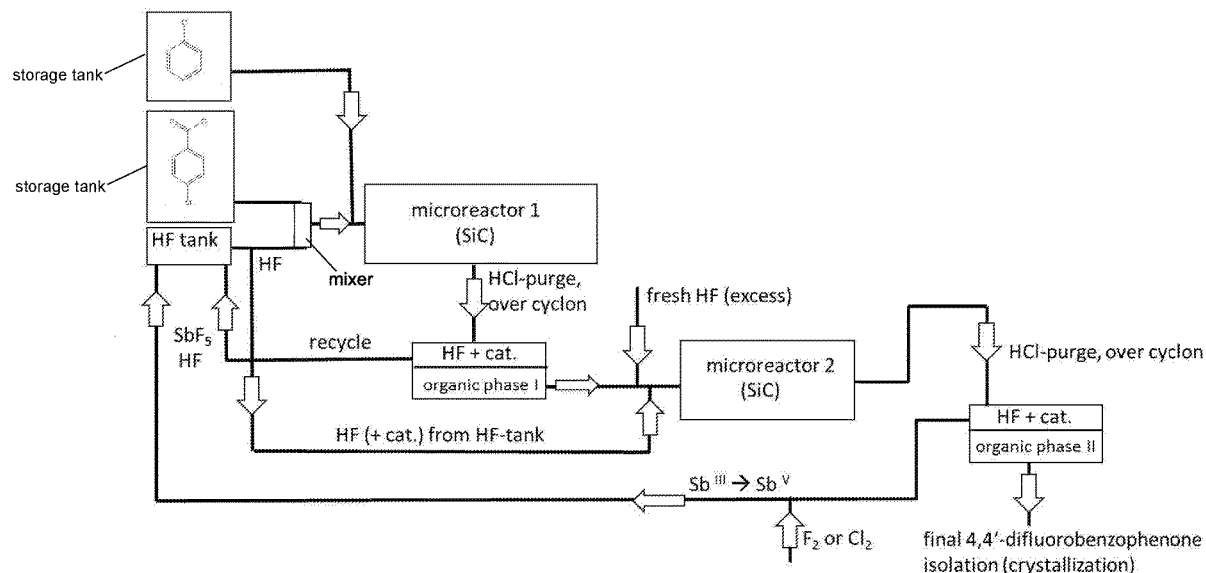 storage tank
storage tank
HF tank
HF
mixer
microreactor 1
(SiC)
HCl-purge,
over cyclon
fresh HF (excess)
SbF₅
HF
recycle
HF + cat.
organic phase I
microreactor 2
(SiC)
HCl-purge, over cyclon
HF (+ cat.) from HF-tank
HF + cat.
organic phase II
Sb ᴵᴵᴵ → Sb ⱽ
F₂ or Cl₂
final 4,4'-difluorobenzophenone
isolation (crystallization)